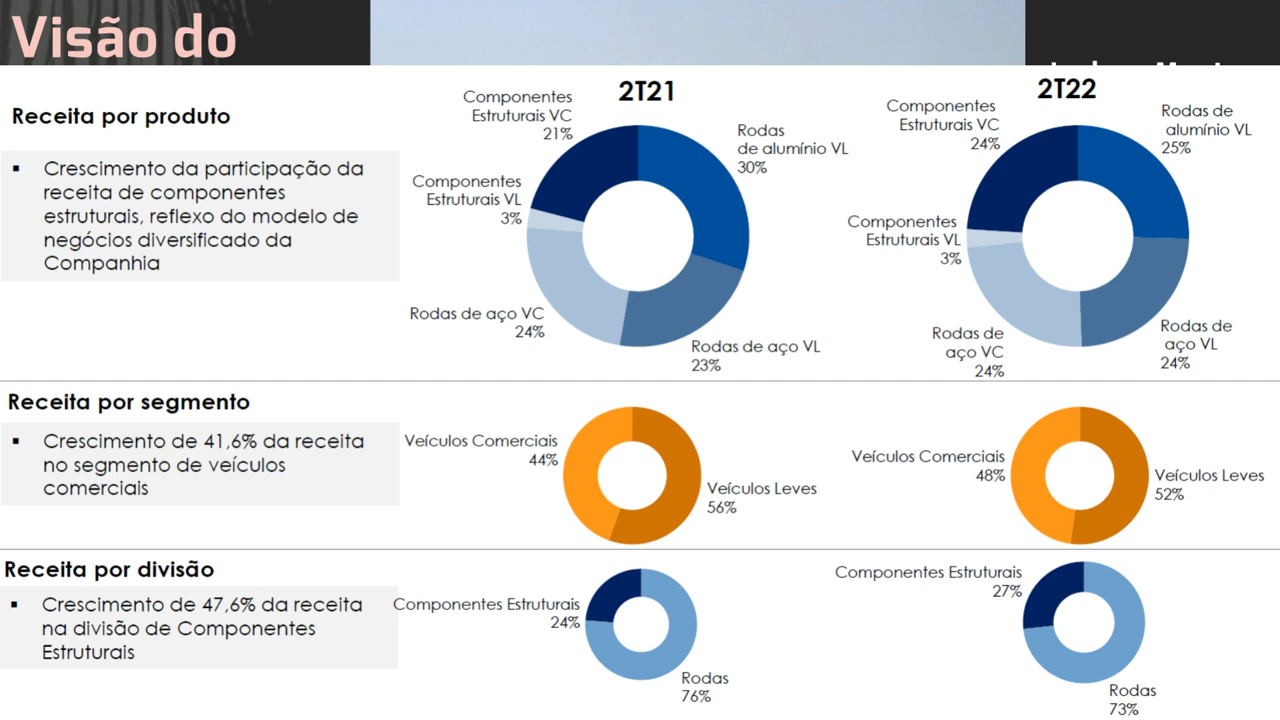 Visão do
Receita por produto
▪ Crescimento da participação da
receita de componentes
estruturais, reflexo do modelo de
negócios diversificado da
Companhia
2T21
Componentes
Estruturais VC
21%
Rodas
de alumínio VL
30%
Componentes
Estruturais VL
3%
Rodas de aço VC
24%
Rodas de aço VL
23%
2T22
Componentes
Estruturais VC
24%
Rodas de
alumínio VL
25%
Componentes
Estruturais VL
3%
Rodas de
aço VC
24%
Rodas de
aço VL
24%
Receita por segmento
▪ Crescimento de 41,6% da receita
no segmento de veículos
comerciais
Veículos Comerciais
44%
Veículos Leves
56%
Veículos Comerciais
48%
Veículos Leves
52%
Receita por divisão
▪ Crescimento de 47,6% da receita
na divisão de Componentes
Estruturais
Componentes Estruturais
24%
Rodas
76%
Componentes Estruturais
27%
Rodas
73%